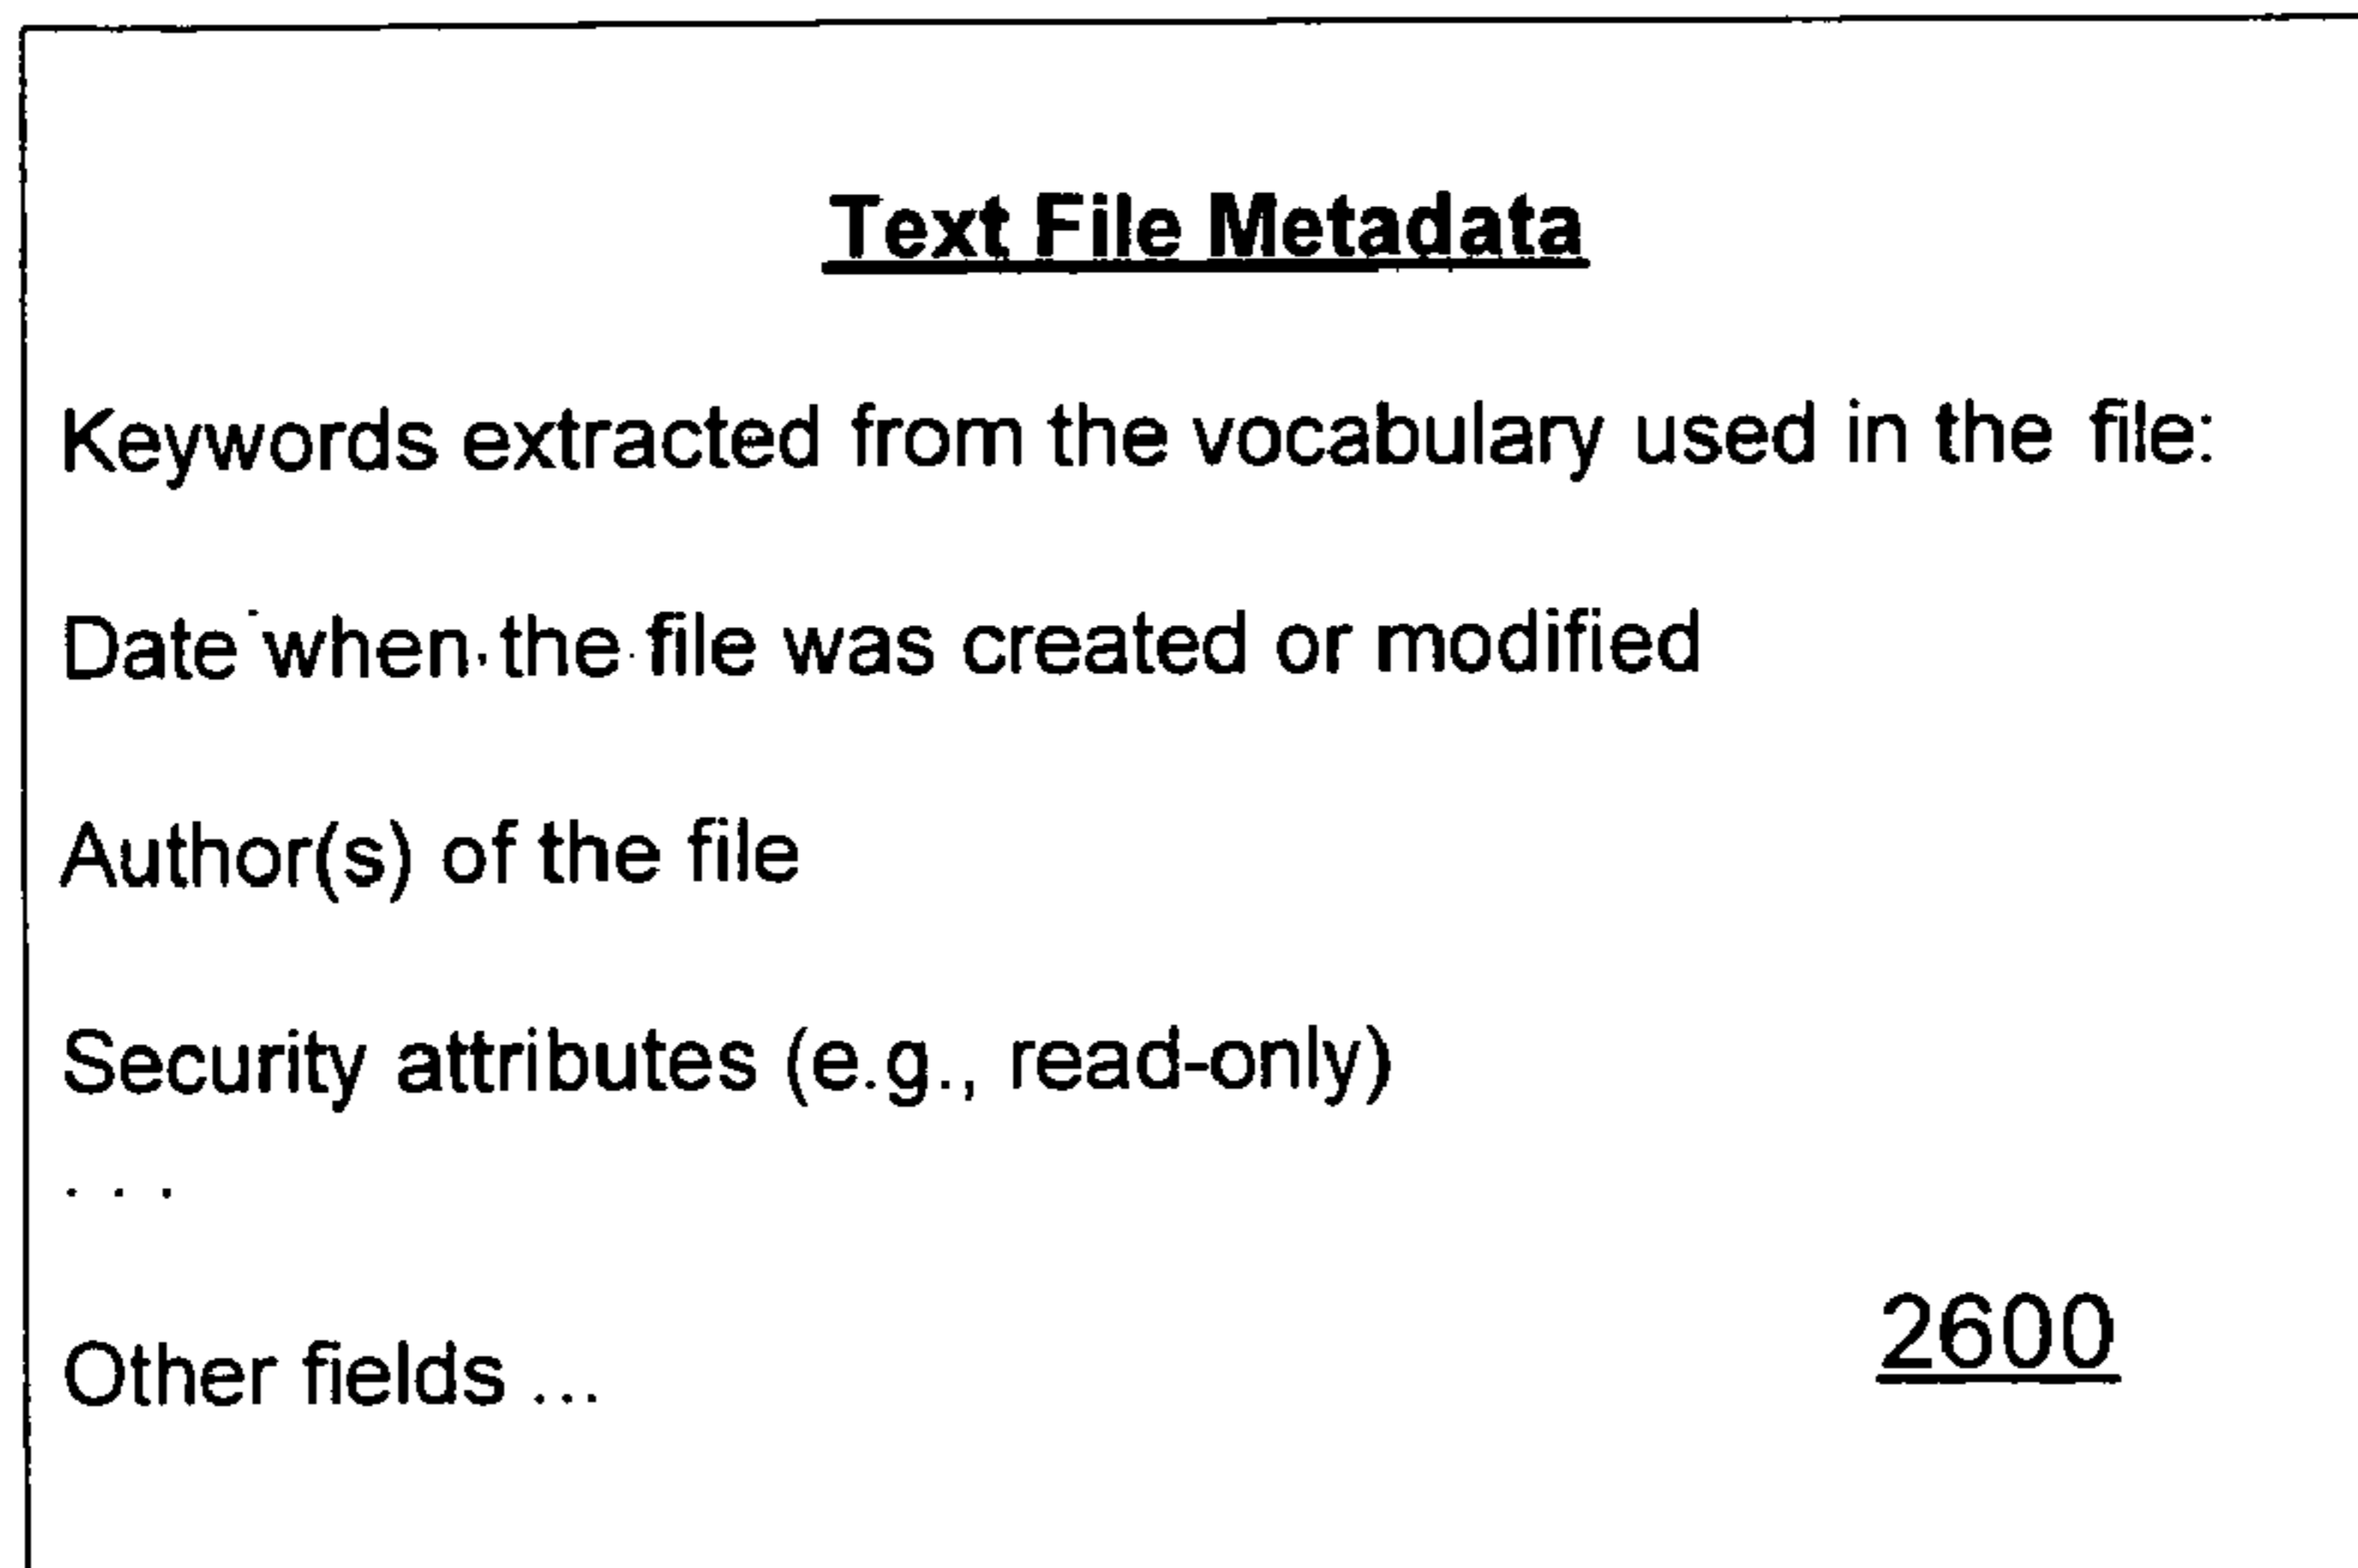 Text File Metadata
Keywords extracted from the vocabulary used in the file:
Date when the file was created or modified
Author(s) of the file
Security attributes (e.g., read-only)
. . .
2600
Other fields ...